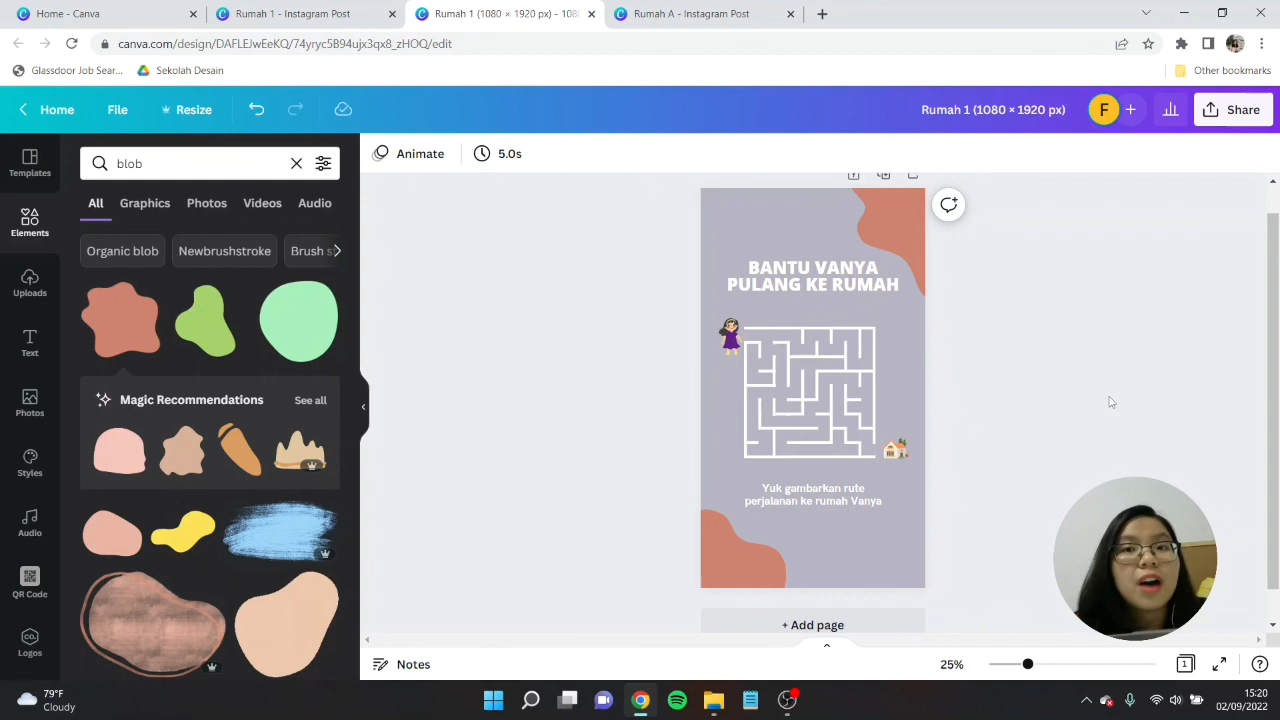 Home - Canva
Rumah 1 - Instagram Post
Rumah 1 (1080 × 1920 px) - 108
Rumah A - Instagram Post
canva.com/design/DAFLEJwEeKQ/74yryc5B94ujx3qx8_zHOQ/edit
Glassdoor Job Sear...
Sekolah Desain
Other bookmarks
Home
File
Resize
Rumah 1 (1080 × 1920 px)
F
Share
Templates
Elements
Uploads
Text
Photos
Styles
Audio
QR Code
CO.
Logos
blob
All
Graphics
Photos
Videos
Audio
Organic blob
Newbrushstroke
Brush s
Magic Recommendations
See all
Animate
5.0s
BANTU VANYA
PULANG KE RUMAH
Yuk gambarkan rute
perjalanan ke rumah Vanya
+ Add page
Notes
25%
1
79°F
Cloudy
15:20
02/09/2022